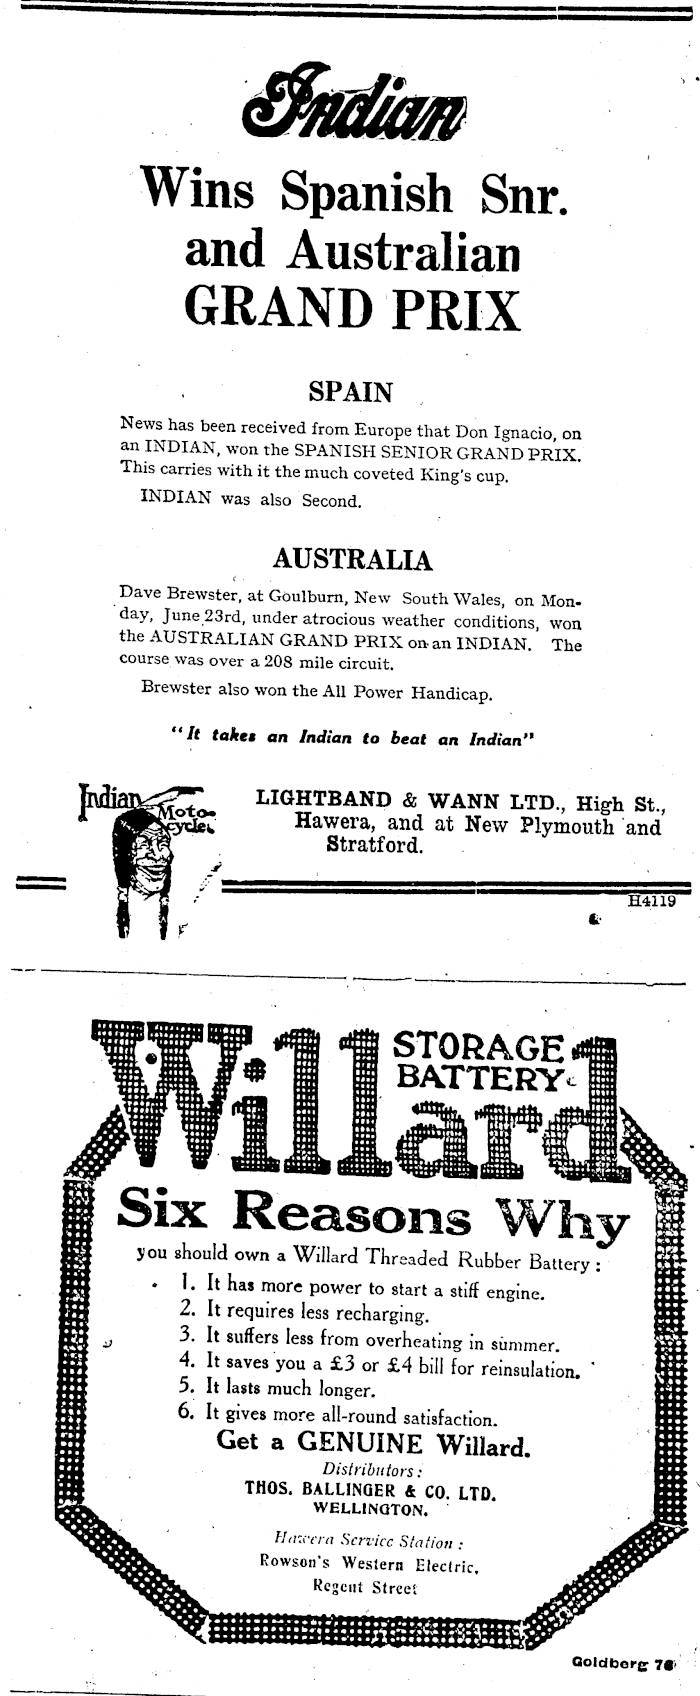 Indian
Wins Spanish Snr.
and Australian
GRAND PRIX
SPAIN
News has been received from Europe that Don Ignacio, on
an INDIAN, won the SPANISH SENIOR GRAND PRIX.
This carries with it the much coveted King's cup.
INDIAN was also Second.
AUSTRALIA
Dave Brewster, at Goulburn, New South Wales, on Mon-
day, June 23rd, under atrocious weather conditions, won
the AUSTRALIAN GRAND PRIX on an INDIAN. The
course was over a 208 mile circuit.
Brewster also won the All Power Handicap.
"It takes an Indian to beat an Indian"
Indian
Moto-
cycles
LIGHTBAND & WANN LTD., High St.,
Hawera, and at New Plymouth and
Stratford.
H4119
Willard
STORAGE
BATTERY
Six Reasons Why
you should own a Willard Threaded Rubber Battery:
1. It has more power to start a stiff engine.
2. It requires less recharging.
3. It suffers less from overheating in summer.
4. It saves you a £3 or £4 bill for reinsulation.
5. It lasts much longer.
6. It gives more all-round satisfaction.
Get a GENUINE Willard.
Distributors:
THOS. BALLINGER & CO. LTD.
WELLINGTON.
Hawera Service Station:
Rowson's Western Electric,
Regent Street
Goldberg 76